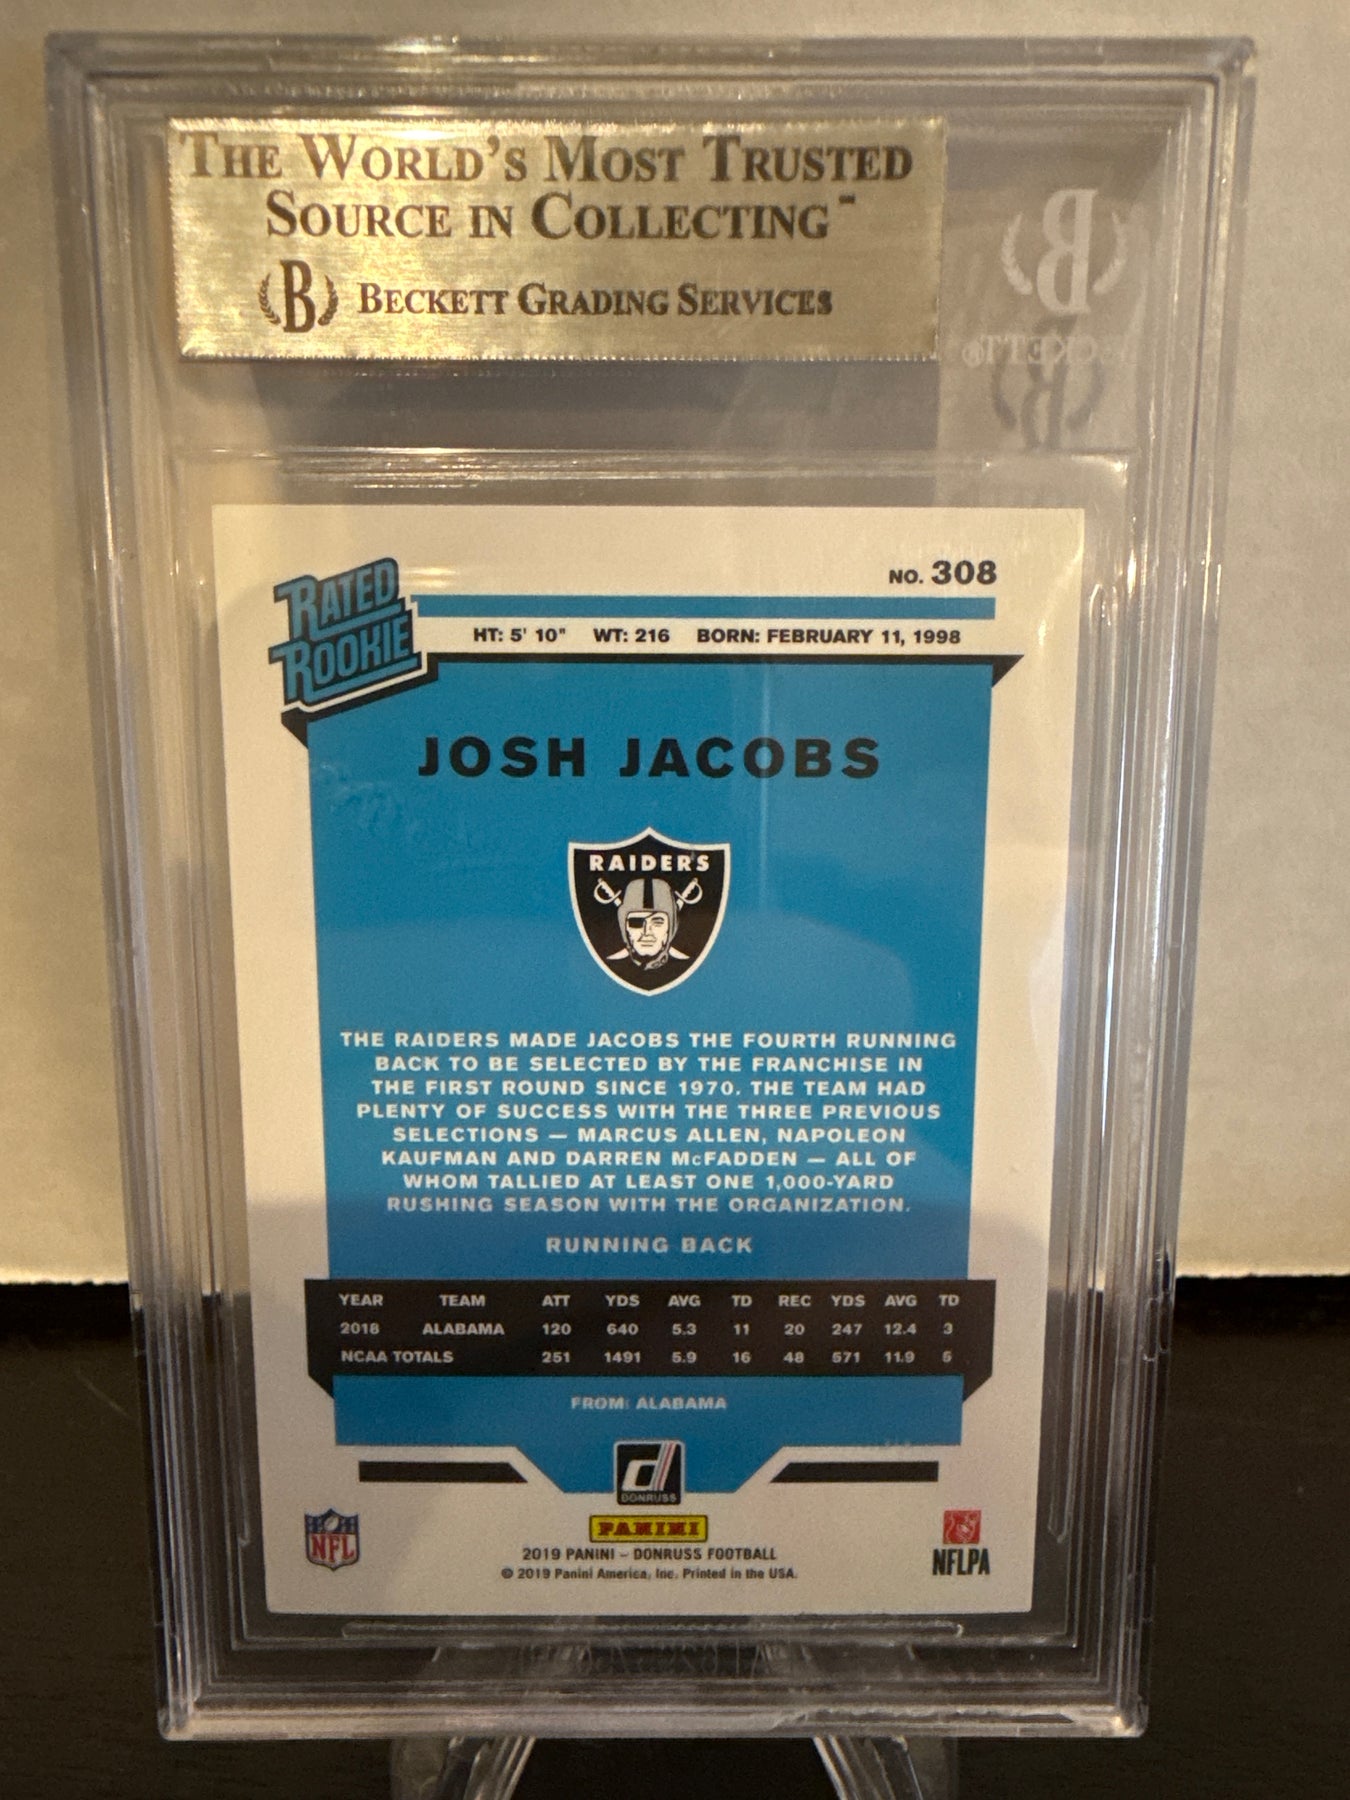 THE WORLD'S MOST TRUSTED
SOURCE IN COLLECTING™
B BECKETT GRADING SERVICES
RATED
ROOKIE
NO. 308
HT: 5' 10" WT: 216 BORN: FEBRUARY 11, 1998
JOSH JACOBS
RAIDERS
THE RAIDERS MADE JACOBS THE FOURTH RUNNING
BACK TO BE SELECTED BY THE FRANCHISE IN
THE FIRST ROUND SINCE 1970. THE TEAM HAD
PLENTY OF SUCCESS WITH THE THREE PREVIOUS
SELECTIONS — MARCUS ALLEN, NAPOLEON
KAUFMAN AND DARREN McFADDEN — ALL OF
WHOM TALLIED AT LEAST ONE 1,000-YARD
RUSHING SEASON WITH THE ORGANIZATION.
RUNNING BACK
YEAR TEAM ATT YDS AVG TD REC YDS AVG TD
2018 ALABAMA 120 640 5.3 11 20 247 12.4 3
NCAA TOTALS 251 1491 5.9 16 48 571 11.9 5
FROM: ALABAMA
d
DONRUSS
NFL
PANINI
NFLPA
2019 PANINI – DONRUSS FOOTBALL
© 2019 Panini America, Inc. Printed in the USA.